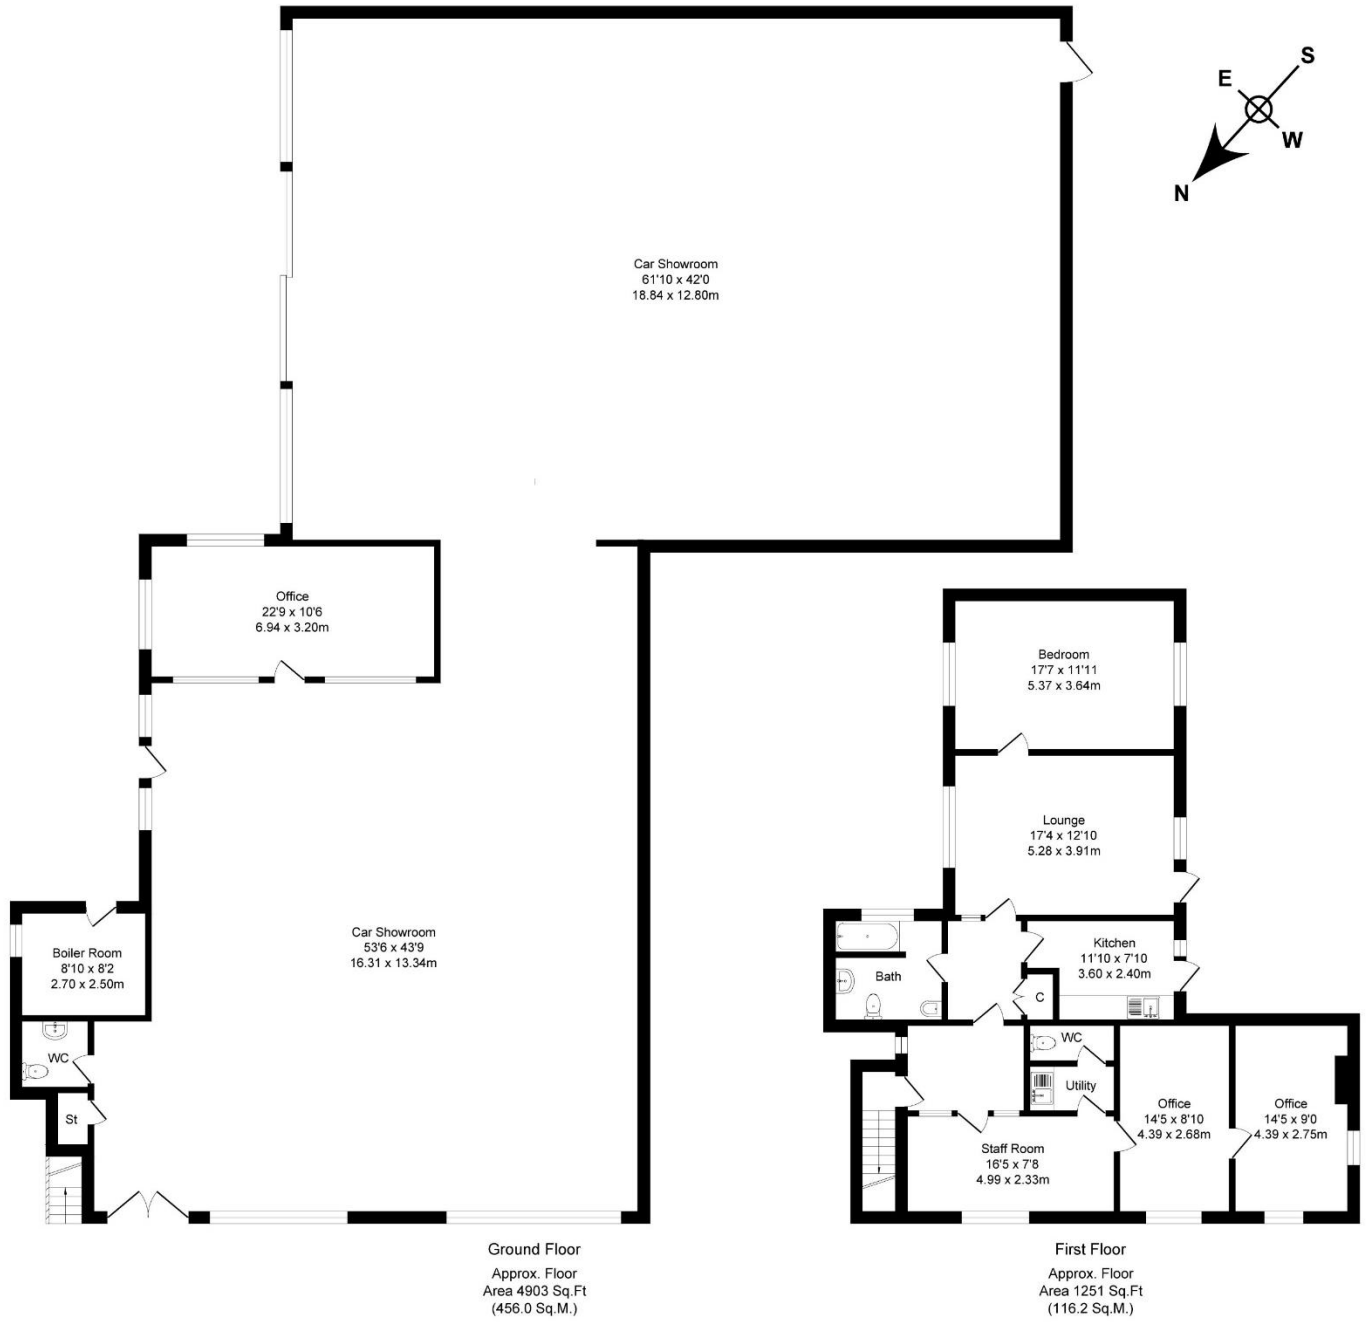 S
E
W
N
Car Showroom
61'10 x 42'0
18.84 x 12.80m
Office
22'9 x 10'6
6.94 x 3.20m
Bedroom
17'7 x 11'11
5.37 x 3.64m
Lounge
17'4 x 12'10
5.28 x 3.91m
Boiler Room
8'10 x 8'2
2.70 x 2.50m
Car Showroom
53'6 x 43'9
16.31 x 13.34m
Kitchen
11'10 x 7'10
3.60 x 2.40m
Bath
C
WC
WC
Utility
St
Office
14'5 x 8'10
4.39 x 2.68m
Office
14'5 x 9'0
4.39 x 2.75m
Staff Room
16'5 x 7'8
4.99 x 2.33m
Ground Floor
Approx. Floor
Area 4903 Sq.Ft
(456.0 Sq.M.)
First Floor
Approx. Floor
Area 1251 Sq.Ft
(116.2 Sq.M.)